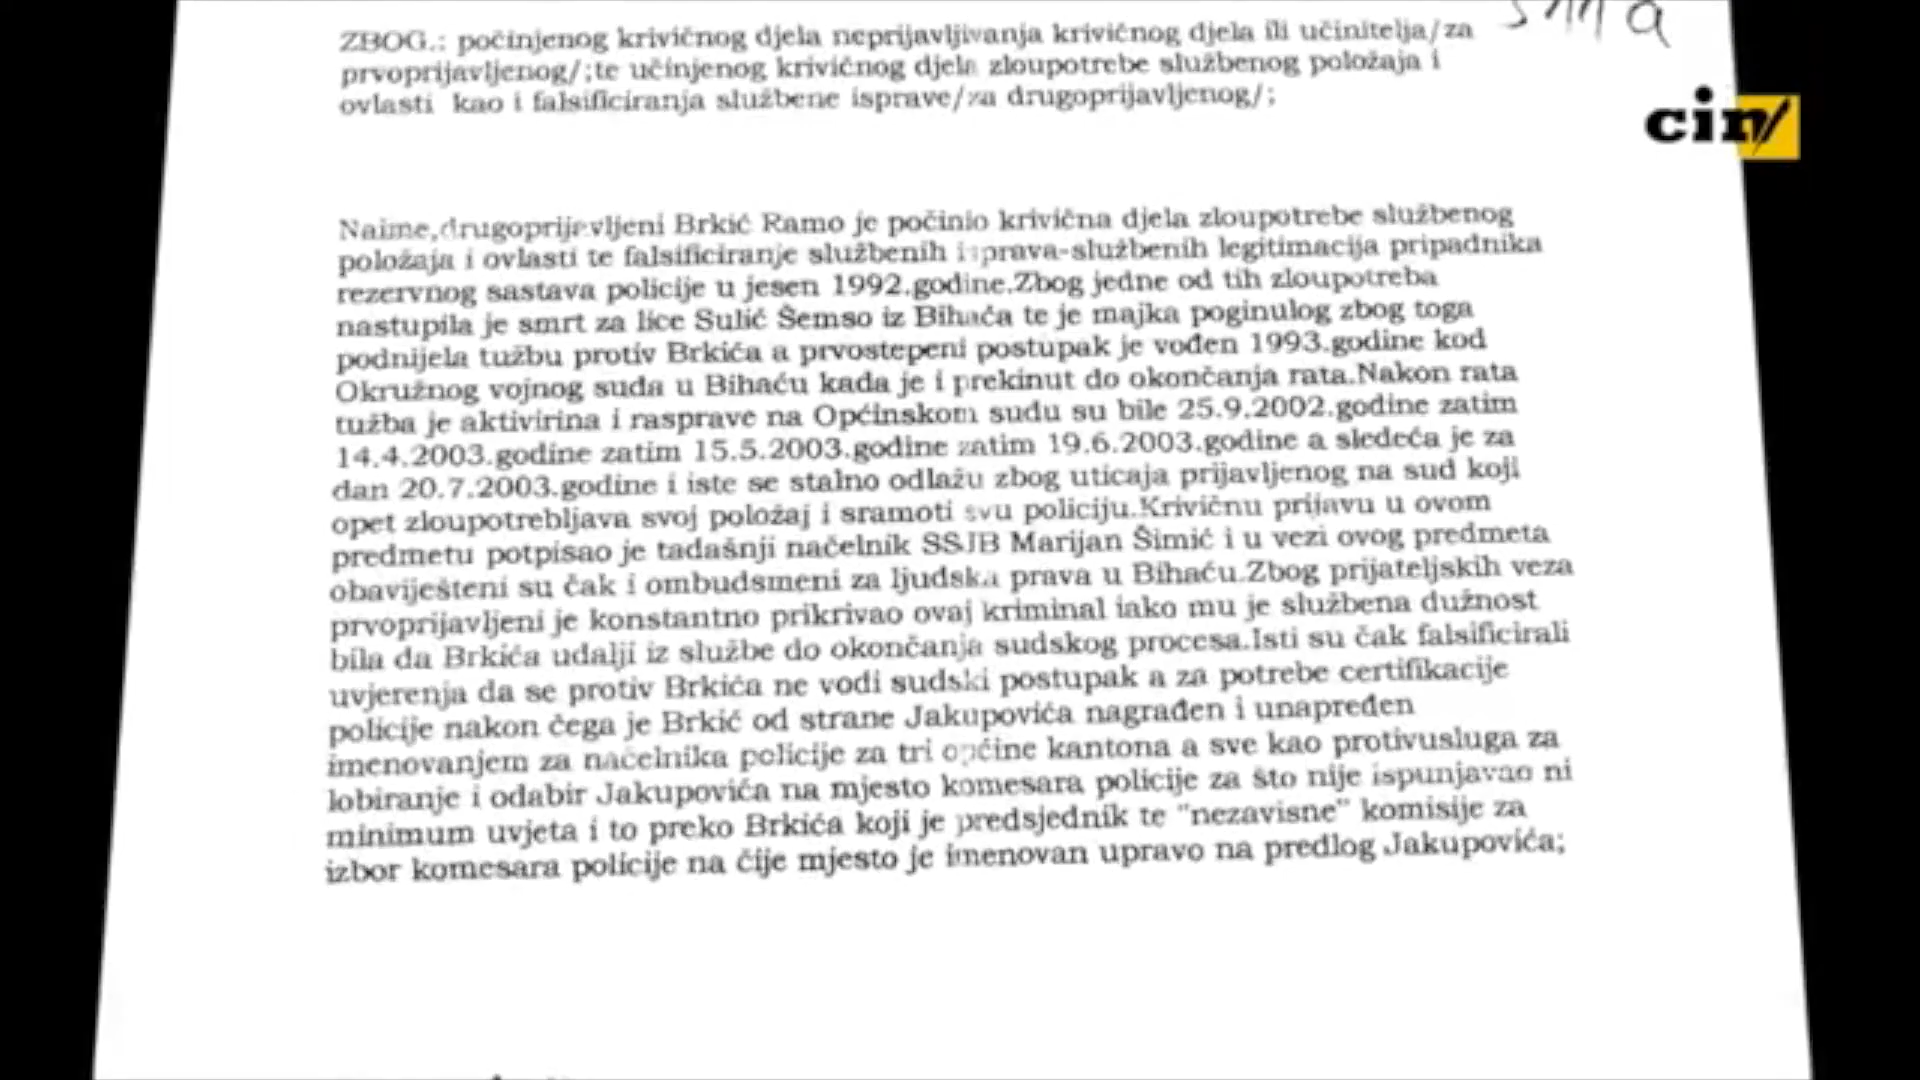 ZBOG.: počinjenog krivičnog djela neprijavljivanja krivičnog djela ili učinitelja/za
prvoprijavljenog/;te učinjenog krivičnog djela zloupotrebe službenog položaja i
ovlasti kao i falsificiranja službene isprave/za drugoprijavljenog/;
cin
Naime,drugoprijavljeni Brkić Ramo je počinio krivična djela zloupotrebe službenog
položaja i ovlasti te falsificiranje službenih isprava-službenih legitimacija pripadnika
rezervnog sastava policije u jesen 1992.godine.Zbog jedne od tih zloupotreba
nastupila je smrt za lice Sulić Šemso iz Bihaća te je majka poginulog zbog toga
podnijela tužbu protiv Brkića a prvostepeni postupak je vođen 1993.godine kod
Okružnog vojnog suda u Bihaću kada je i prekinut do okončanja rata.Nakon rata
tužba je aktivirina i rasprave na Općinskom sudu su bile 25.9.2002.godine zatim
14.4.2003.godine zatim 15.5.2003.godine zatim 19.6.2003.godine a sledeća je za
dan 20.7.2003.godine i iste se stalno odlažu zbog uticaja prijavljenog na sud koji
opet zloupotrebljava svoj položaj i sramoti svu policiju.Krivičnu prijavu u ovom
predmetu potpisao je tadašnji načelnik SSJB Marijan Šimić i u vezi ovog predmeta
obaviješteni su čak i ombudsmeni za ljudska prava u Bihaću.Zbog prijateljskih veza
prvoprijavljeni je konstantno prikrivao ovaj kriminal iako mu je službena dužnost
bila da Brkića udalji iz službe do okončanja sudskog procesa.Isti su čak falsificirali
uvjerenja da se protiv Brkića ne vodi sudski postupak a za potrebe certifikacije
policije nakon čega je Brkić od strane Jakupovića nagrađen i unapređen
imenovanjem za načelnika policije za tri općine kantona a sve kao protivusluga za
lobiranje i odabir Jakupovića na mjesto komesara policije za što nije ispunjavao ni
minimum uvjeta i to preko Brkića koji je predsjednik te "nezavisne" komisije za
izbor komesara policije na čije mjesto je imenovan upravo na predlog Jakupovića;